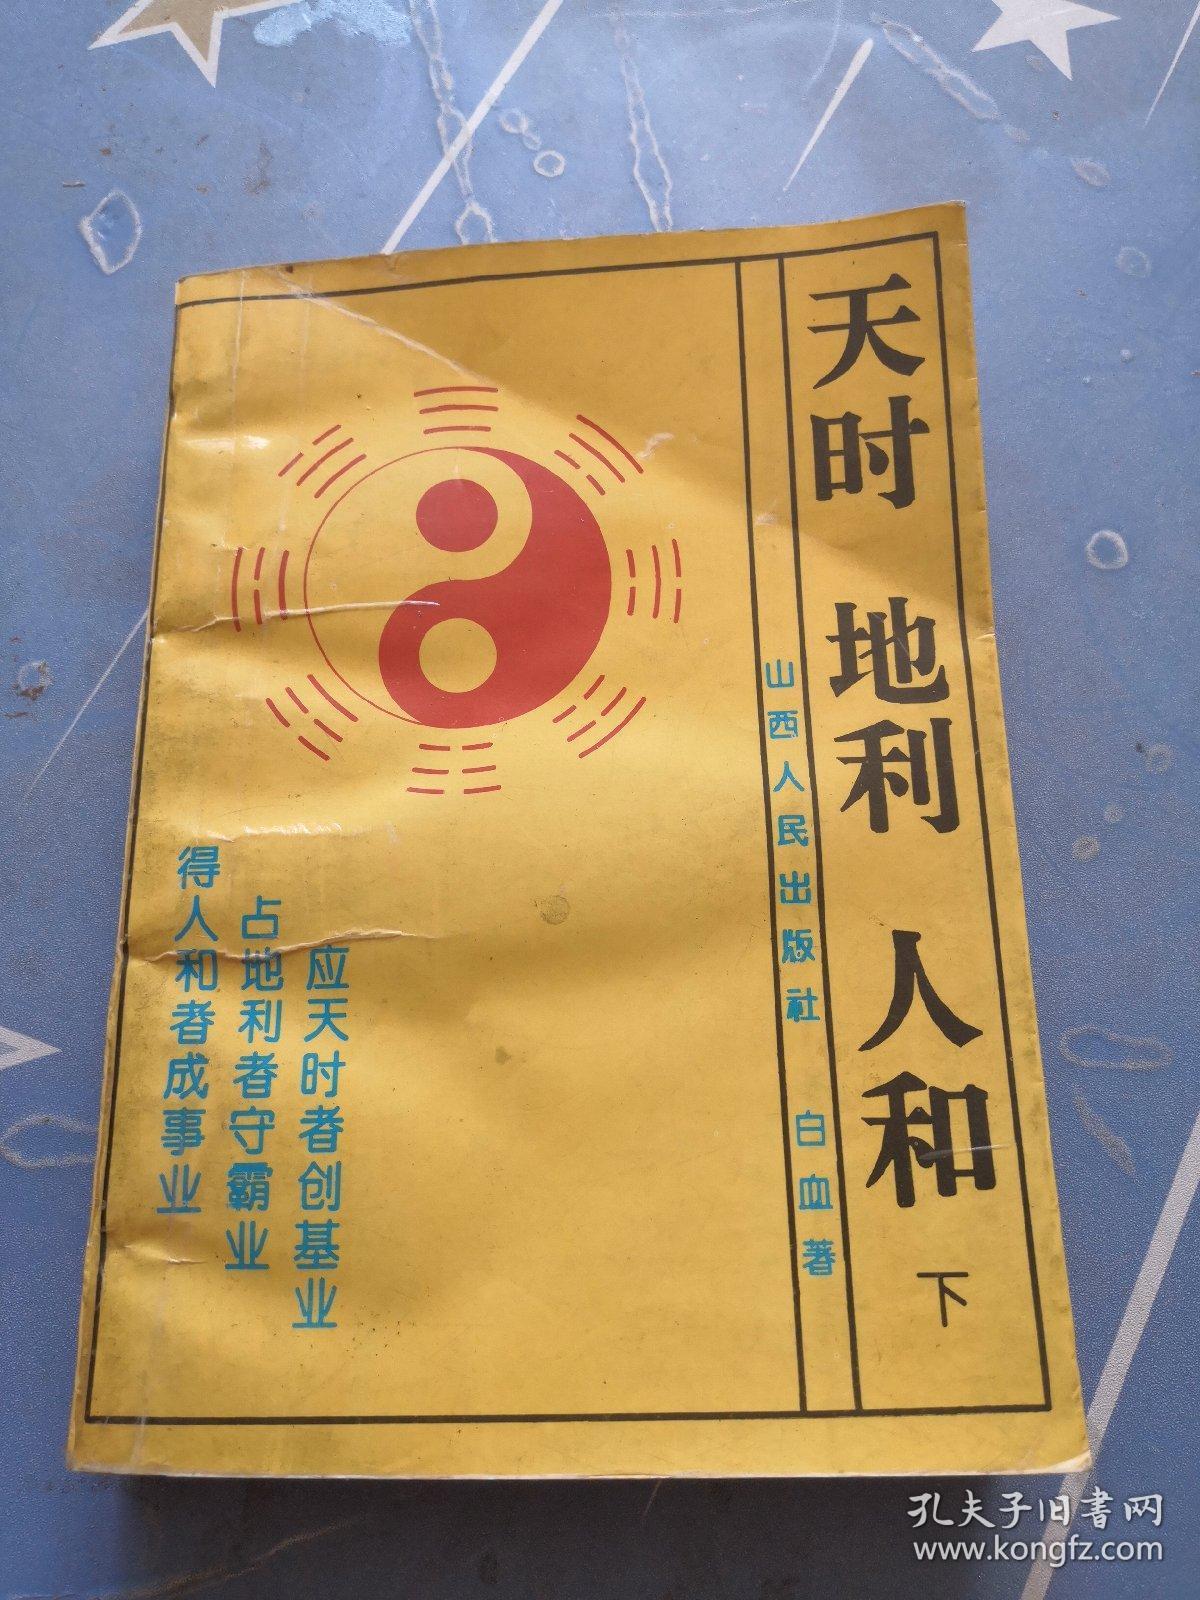 天时 地利 人和 下
山西人民出版社 白血著
应天时者创基业
占地利者守霸业
得人和者成事业
孔夫子旧书网
www.kongfz.com